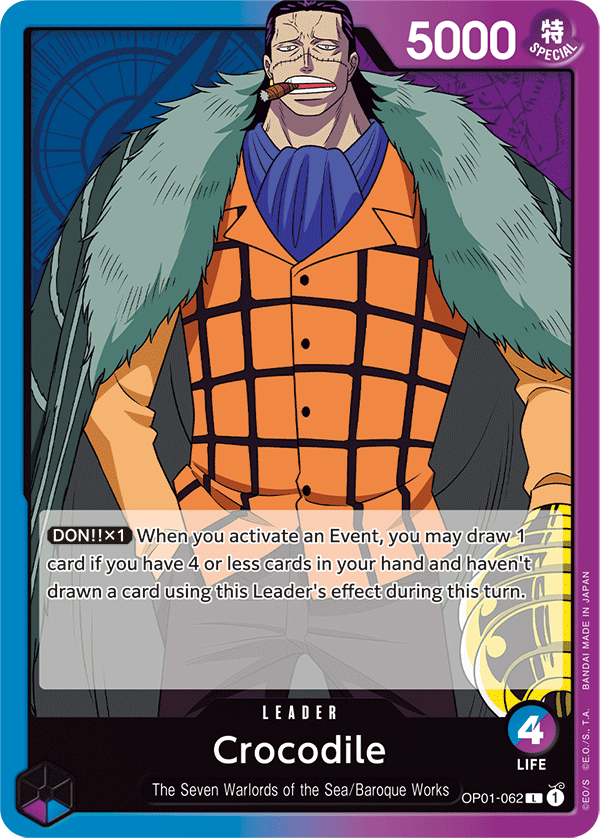 5000
特
SPECIAL
DON!!×1 When you activate an Event, you may draw 1
card if you have 4 or less cards in your hand and haven't
drawn a card using this Leader's effect during this turn.
LEADER
Crocodile
The Seven Warlords of the Sea/Baroque Works
4
LIFE
OP01-062 L 1
©E.O/S ©E.O./S., T.A. BANDAI MADE IN JAPAN